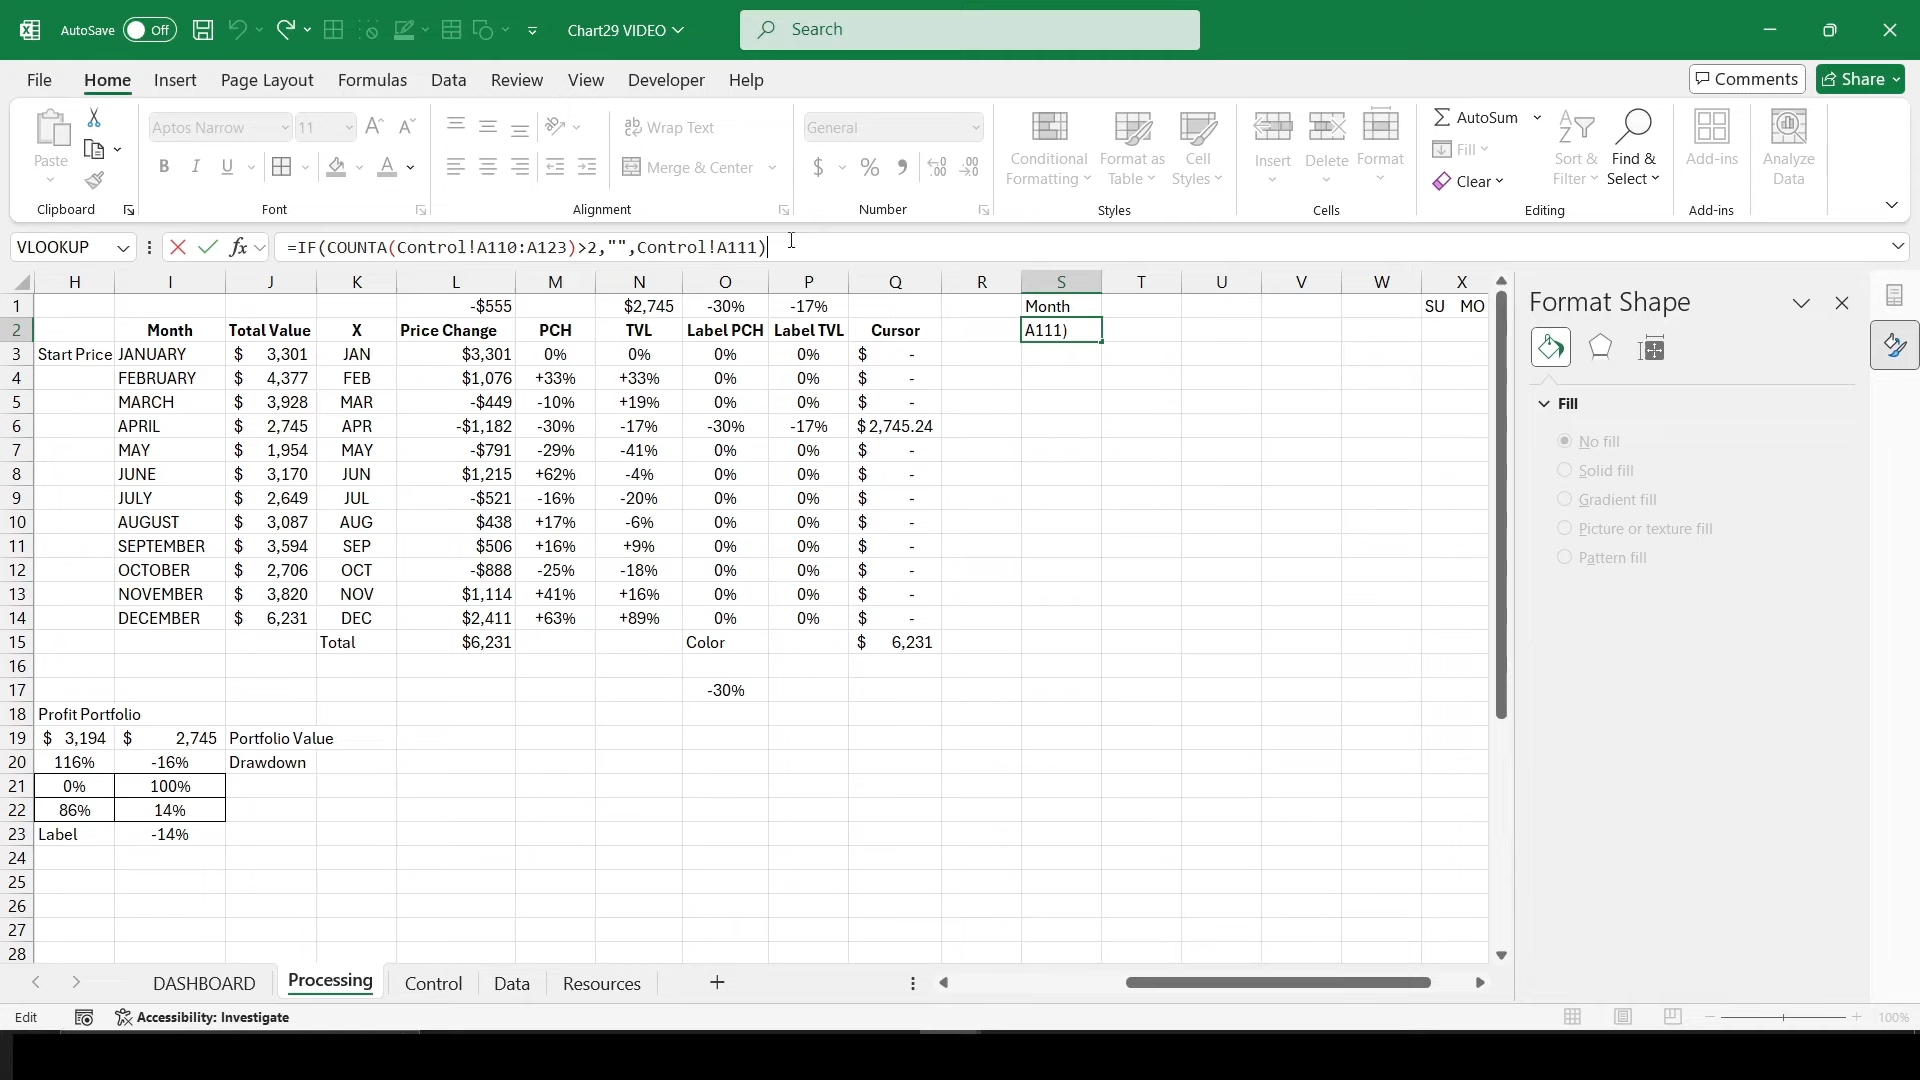 AutoSave Off Chart29 VIDEO Search
File Home Insert Page Layout Formulas Data Review View Developer Help Comments Share
Paste Aptos Narrow 11 Wrap Text General Conditional Formatting Format as Table Cell Styles Insert Delete Format AutoSum Sort & Filter Find & Select Add-ins Analyze Data
B I U Merge & Center $ % Fill Clear
Clipboard Font Alignment Number Styles Cells Editing Add-ins
VLOOKUP fx =IF(COUNTA(Control!A110:A123)>2,"",Control!A111)
H I J K L M N O P Q R S T U V W X
1 -$555 $2,745 -30% -17% Month SU MO
2 Month Total Value X Price Change PCH TVL Label PCH Label TVL Cursor A111)
3 Start Price JANUARY $ 3,301 JAN $3,301 0% 0% 0% 0% $ -
4 FEBRUARY $ 4,377 FEB $1,076 +33% +33% 0% 0% $ -
5 MARCH $ 3,928 MAR -$449 -10% +19% 0% 0% $ -
6 APRIL $ 2,745 APR -$1,182 -30% -17% -30% -17% $ 2,745.24
7 MAY $ 1,954 MAY -$791 -29% -41% 0% 0% $ -
8 JUNE $ 3,170 JUN $1,215 +62% -4% 0% 0% $ -
9 JULY $ 2,649 JUL -$521 -16% -20% 0% 0% $ -
10 AUGUST $ 3,087 AUG $438 +17% -6% 0% 0% $ -
11 SEPTEMBER $ 3,594 SEP $506 +16% +9% 0% 0% $ -
12 OCTOBER $ 2,706 OCT -$888 -25% -18% 0% 0% $ -
13 NOVEMBER $ 3,820 NOV $1,114 +41% +16% 0% 0% $ -
14 DECEMBER $ 6,231 DEC $2,411 +63% +89% 0% 0% $ -
15 Total $6,231 Color $ 6,231
16
17 -30%
18 Profit Portfolio
19 $ 3,194 $ 2,745 Portfolio Value
20 116% -16% Drawdown
21 0% 100%
22 86% 14%
23 Label -14%
24
25
26
27
28
Format Shape
Fill
No fill
Solid fill
Gradient fill
Picture or texture fill
Pattern fill
DASHBOARD Processing Control Data Resources
Edit Accessibility: Investigate 100%